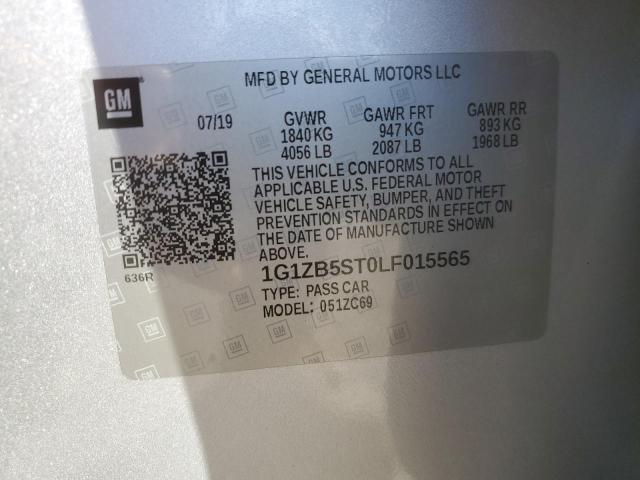 GM
MFD BY GENERAL MOTORS LLC
07/19 GVWR GAWR FRT GAWR RR
1840 KG 947 KG 893 KG
4056 LB 2087 LB 1968 LB
THIS VEHICLE CONFORMS TO ALL
APPLICABLE U.S. FEDERAL MOTOR
VEHICLE SAFETY, BUMPER, AND THEFT
PREVENTION STANDARDS IN EFFECT ON
THE DATE OF MANUFACTURE SHOWN
ABOVE.
636R
1G1ZB5ST0LF015565
TYPE: PASS CAR
MODEL: 051ZC69